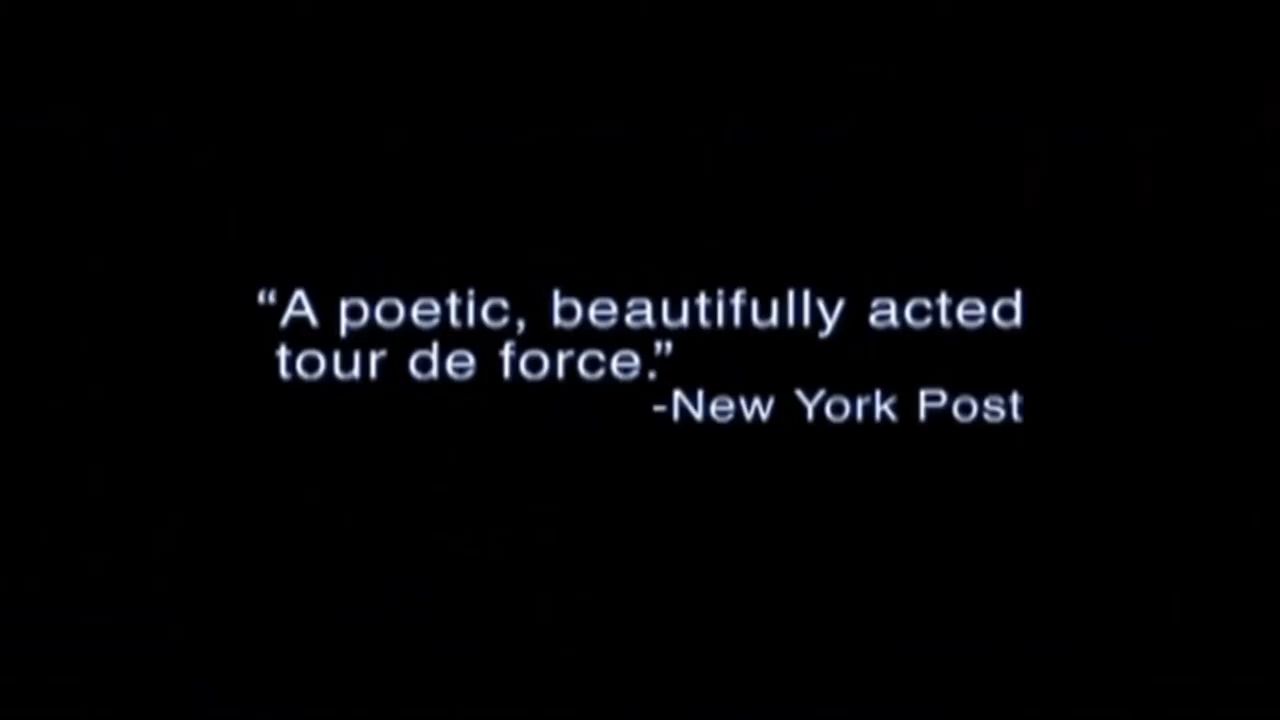 “A poetic, beautifully acted
tour de force.”
-New York Post